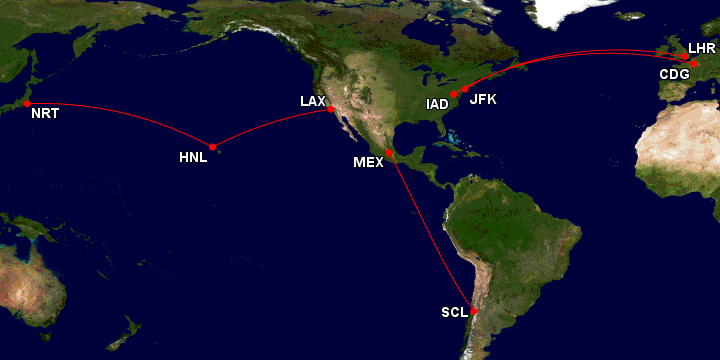 LHR
CDG
JFK
IAD
LAX
NRT
HNL
MEX
SCL